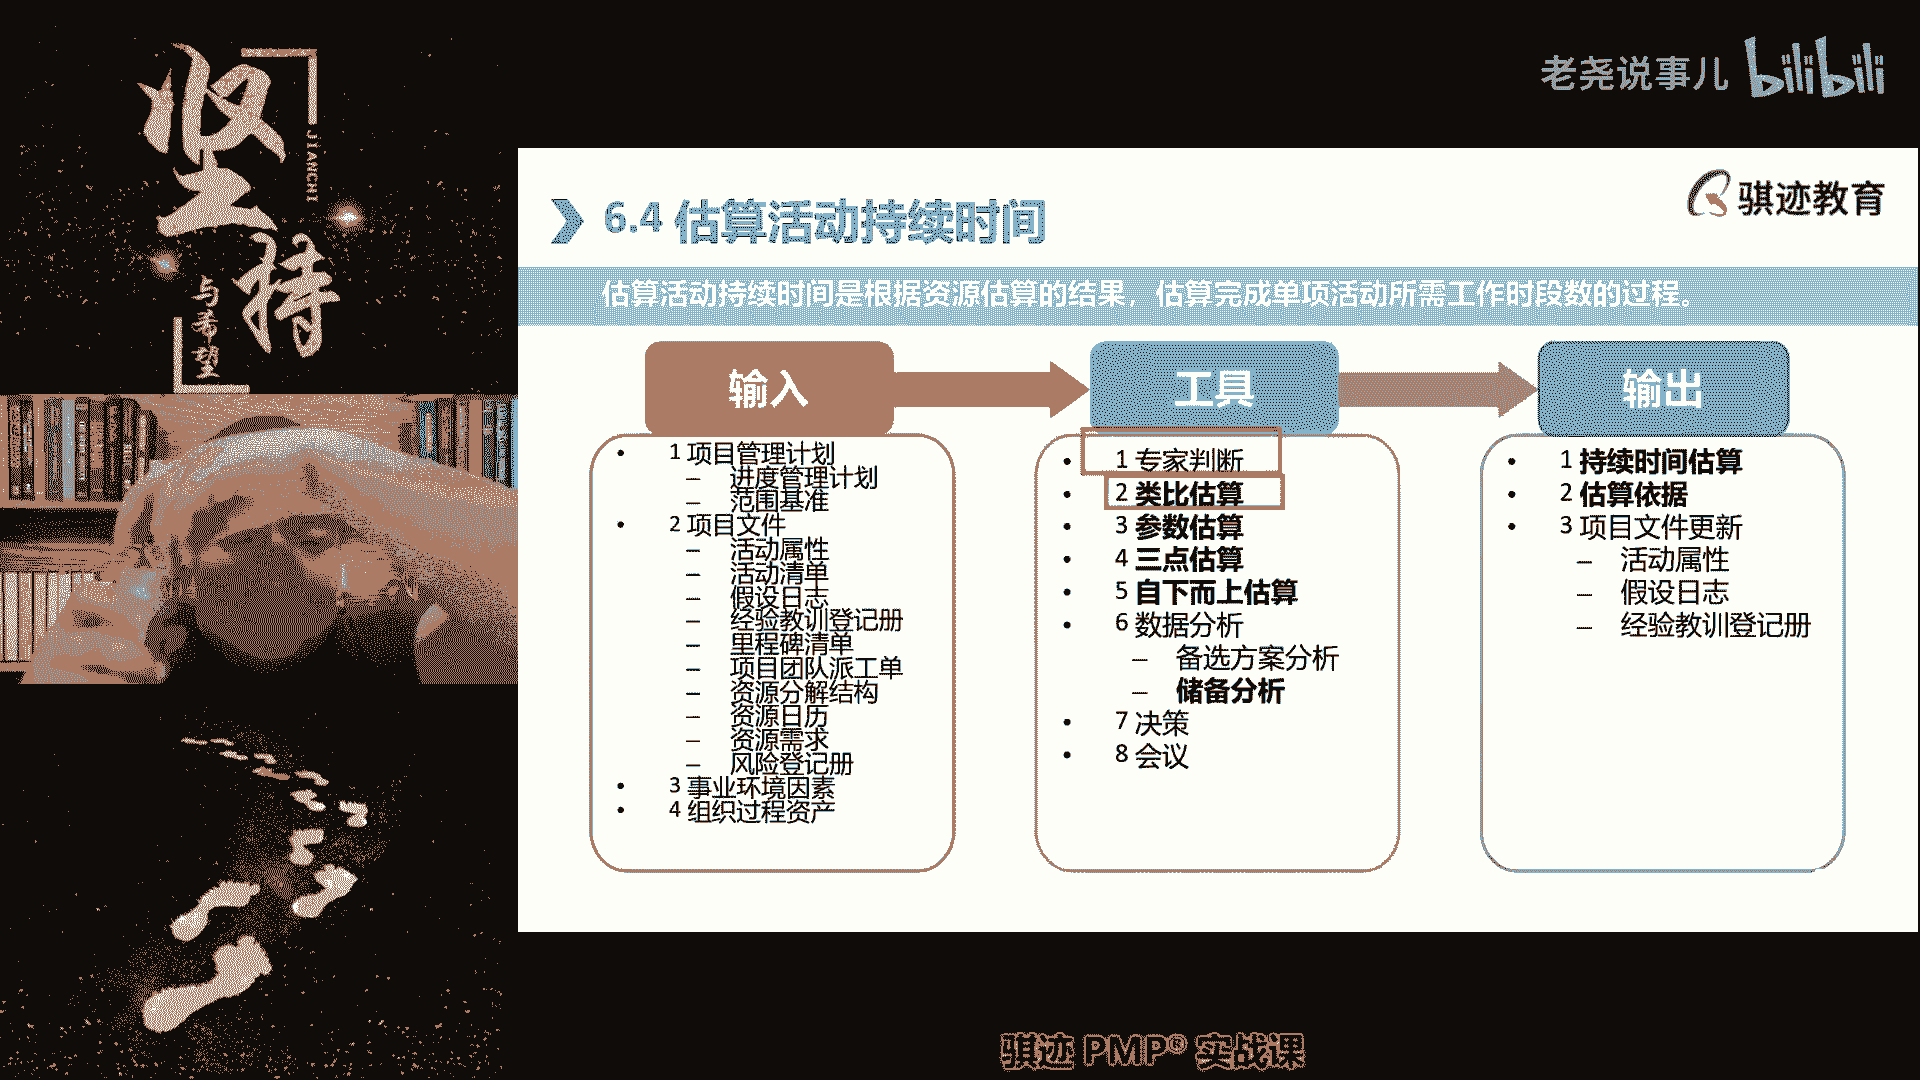 坚持
JIANCHI
与希望
老尧说事儿 bilibili
骐迹教育
6.4 估算活动持续时间
估算活动持续时间是根据资源估算的结果，估算完成单项活动所需工作时段数的过程。
输入
• 1 项目管理计划
– 进度管理计划
– 范围基准
• 2 项目文件
– 活动属性
– 活动清单
– 假设日志
– 经验教训登记册
– 里程碑清单
– 项目团队派工单
– 资源分解结构
– 资源日历
– 资源需求
– 风险登记册
• 3 事业环境因素
• 4 组织过程资产
工具
• 1 专家判断
• 2 类比估算
• 3 参数估算
• 4 三点估算
• 5 自下而上估算
• 6 数据分析
– 备选方案分析
– 储备分析
• 7 决策
• 8 会议
输出
• 1 持续时间估算
• 2 估算依据
• 3 项目文件更新
– 活动属性
– 假设日志
– 经验教训登记册
骐迹 PMP® 实战课